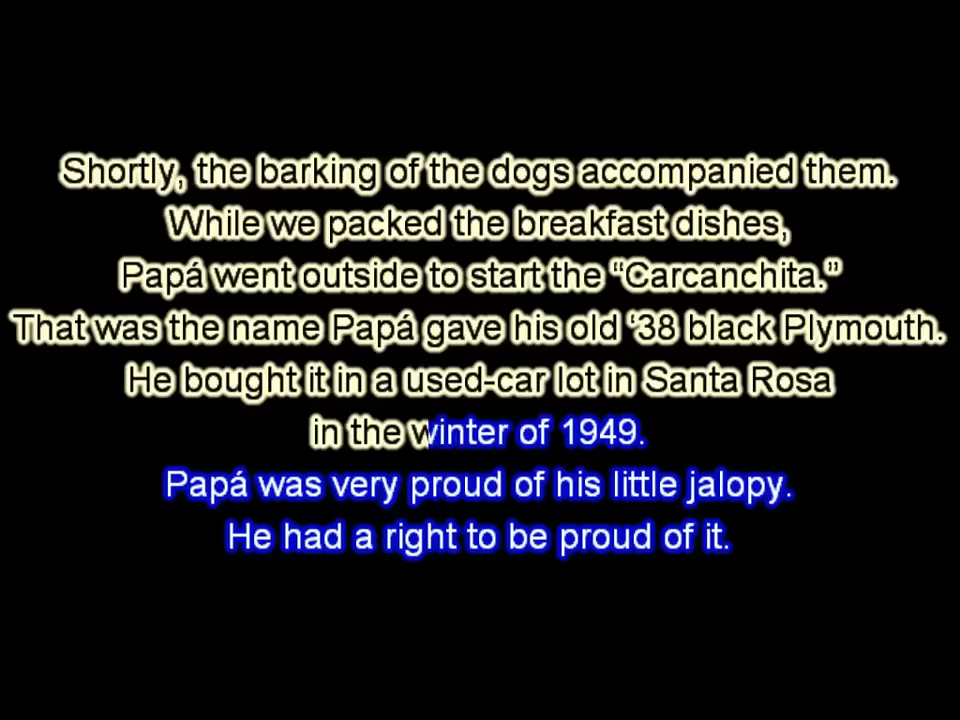 Shortly, the barking of the dogs accompanied them.
While we packed the breakfast dishes,
Papá went outside to start the “Carcanchita.”
That was the name Papá gave his old ‘38 black Plymouth.
He bought it in a used-car lot in Santa Rosa
in the winter of 1949.
Papá was very proud of his little jalopy.
He had a right to be proud of it.